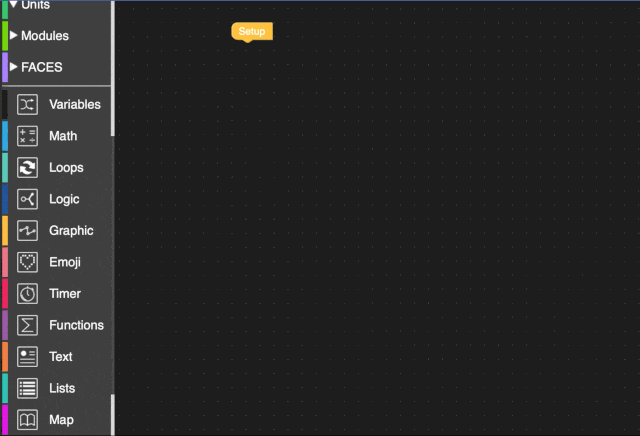 Units
Setup
Modules
FACES
Variables
Math
Loops
Logic
Graphic
Emoji
Timer
Functions
Text
Lists
Map